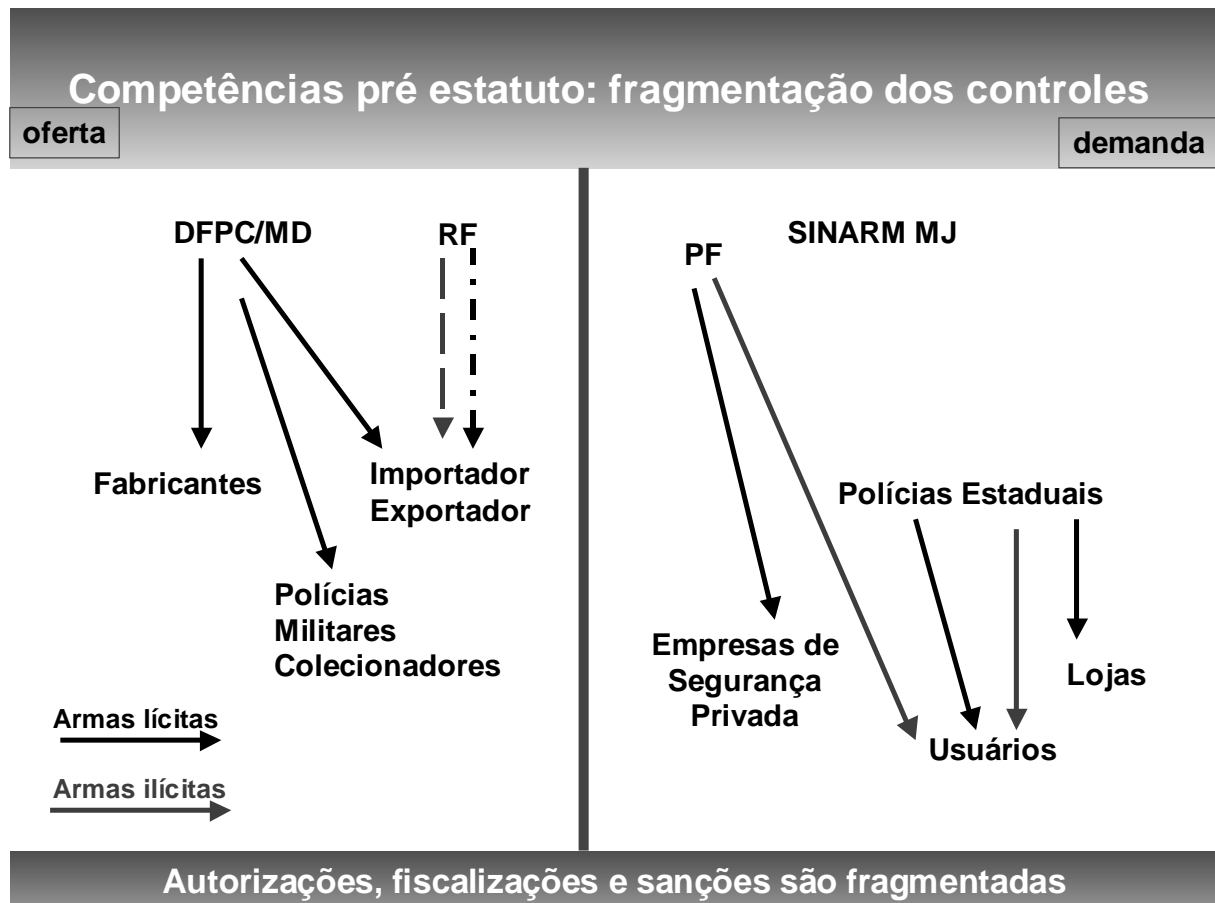 Competências pré estatuto: fragmentação dos controles
oferta
demanda
DFPC/MD
RF
Fabricantes
Importador
Exportador
Polícias
Militares
Colecionadores
Armas lícitas
Armas ilícitas
SINARM MJ
PF
Polícias Estaduais
Empresas de
Segurança
Privada
Lojas
Usuários
Autorizações, fiscalizações e sanções são fragmentadas